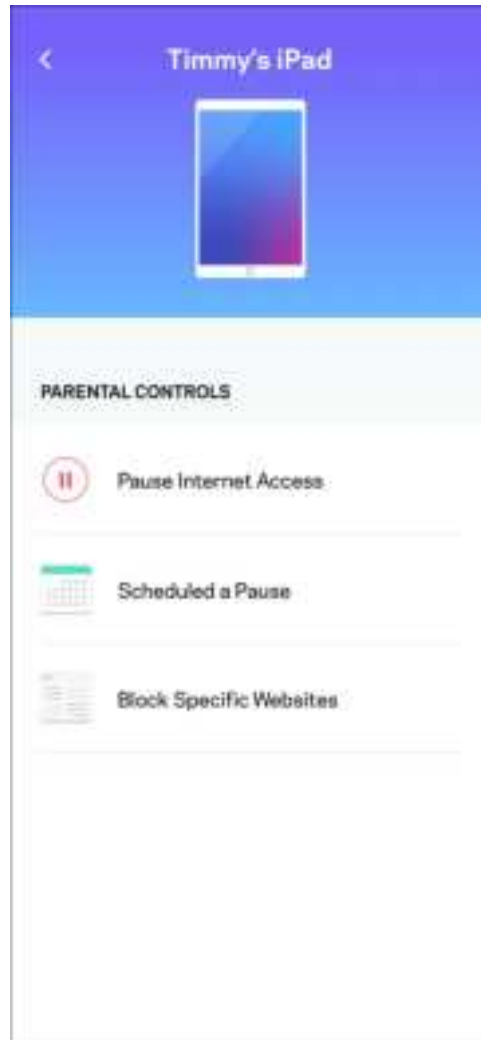 Timmy's iPad
PARENTAL CONTROLS
Pause Internet Access
Scheduled a Pause
Block Specific Websites